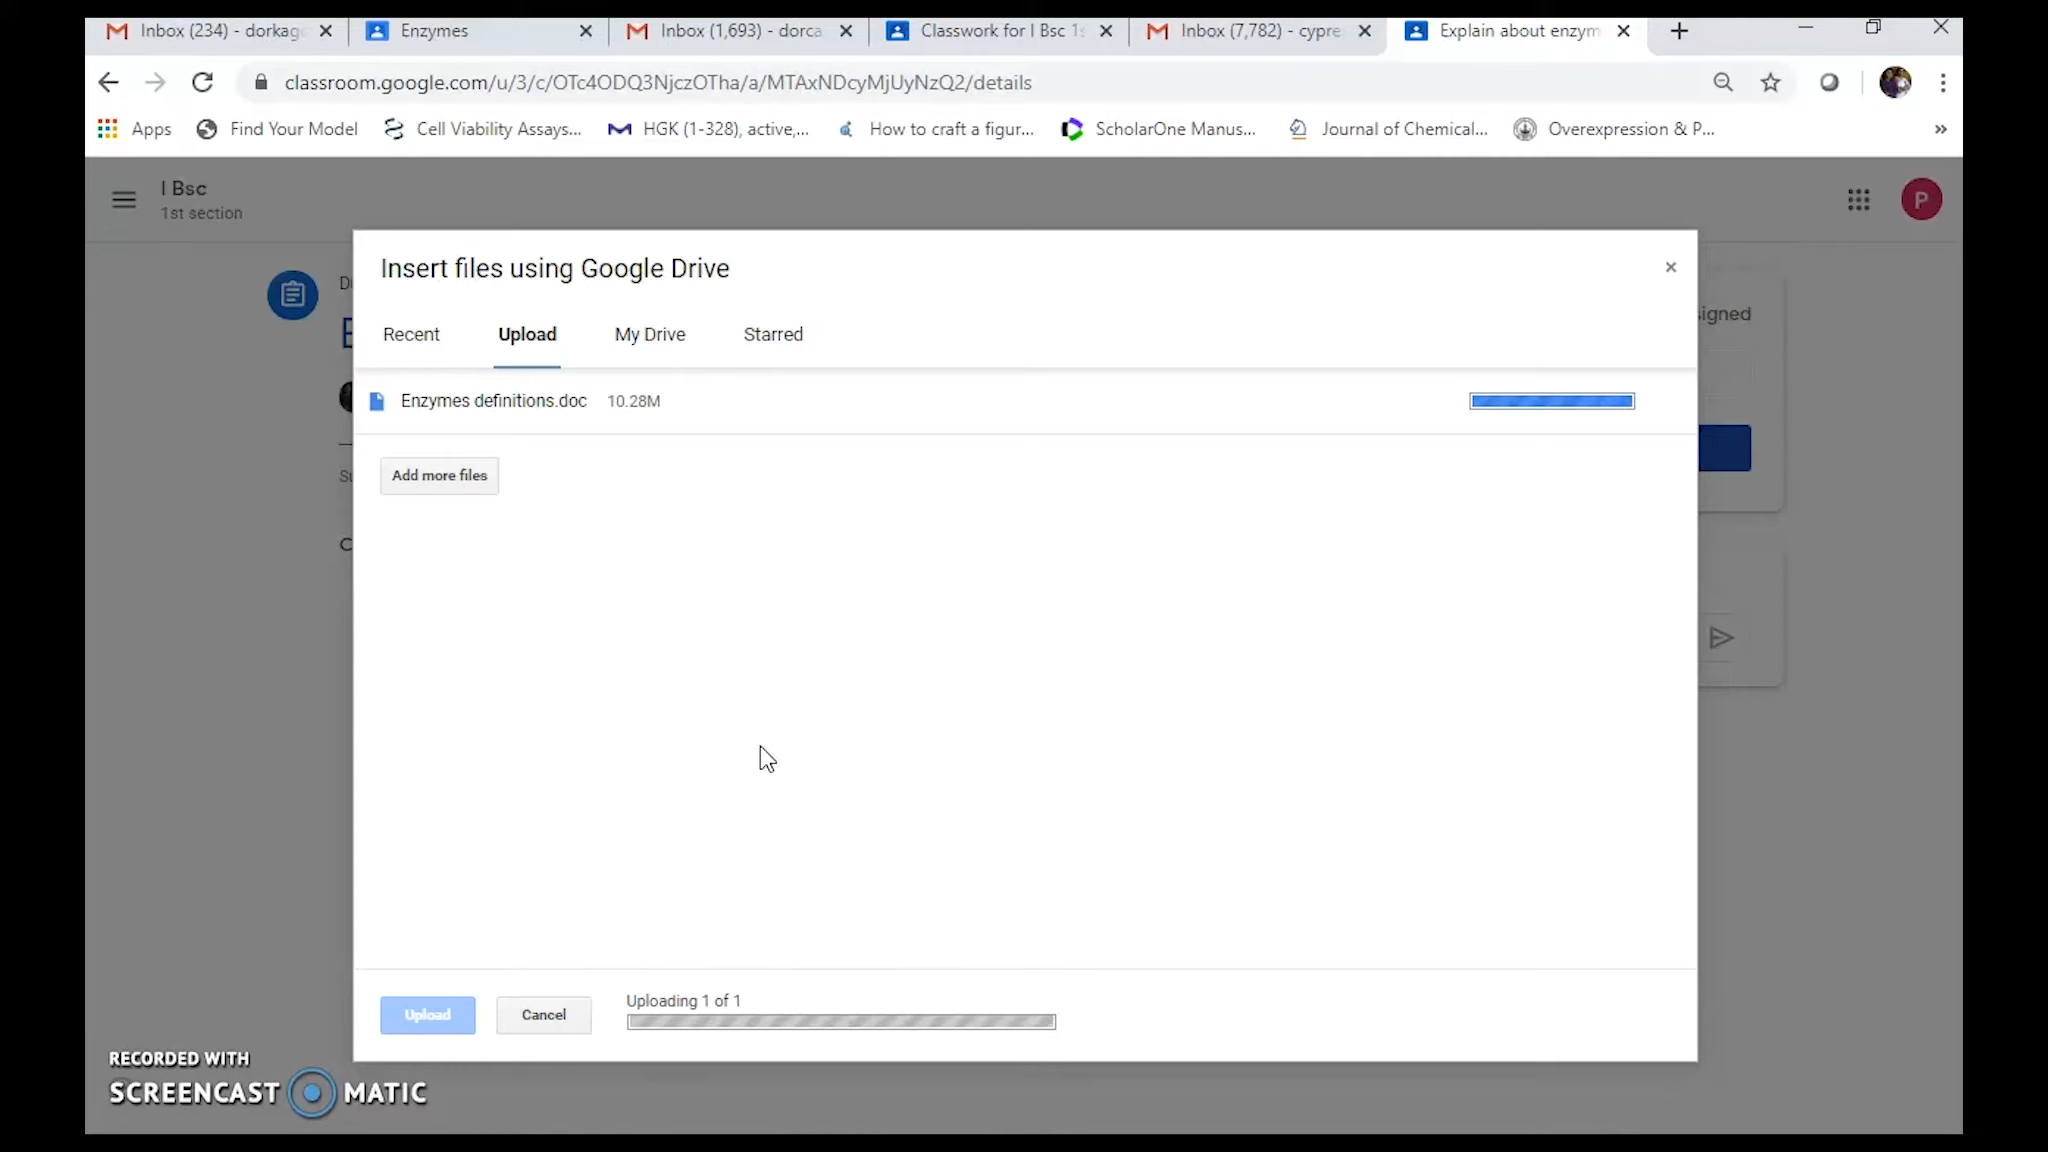 Inbox (234) - dorkag
Enzymes
Inbox (1,693) - dorca
Classwork for I Bsc 1s
Inbox (7,782) - cypre
Explain about enzym
classroom.google.com/u/3/c/OTc4ODQ3NjczOTha/a/MTAxNDcyMjUyNzQ2/details
Apps
Find Your Model
Cell Viability Assays...
HGK (1-328), active,...
How to craft a figur...
ScholarOne Manus...
Journal of Chemical...
Overexpression & P...
I Bsc
1st section
P
Insert files using Google Drive
Recent
Upload
My Drive
Starred
Enzymes definitions.doc
10.28M
Add more files
Uploading 1 of 1
Upload
Cancel
RECORDED WITH
SCREENCAST MATIC